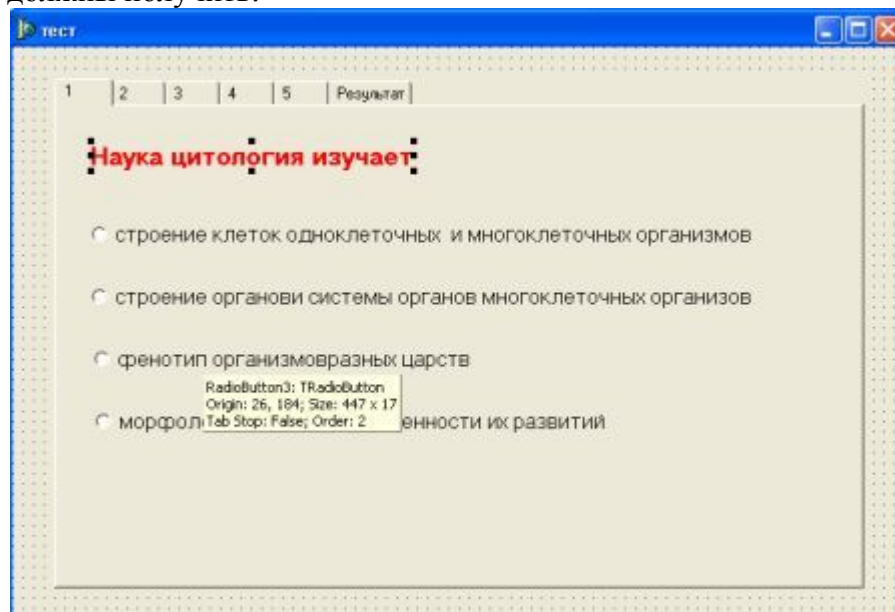 тест
1 2 3 4 5 Результат
Наука цитология изучает
строение клеток одноклеточных и многоклеточных организмов
строение органови системы органов многоклеточных организов
фенотип организмовразных царств
RadioButton3: TRadioButton
Origin: 26, 184; Size: 447 x 17
Tab Stop: False; Order: 2
енности их развитий